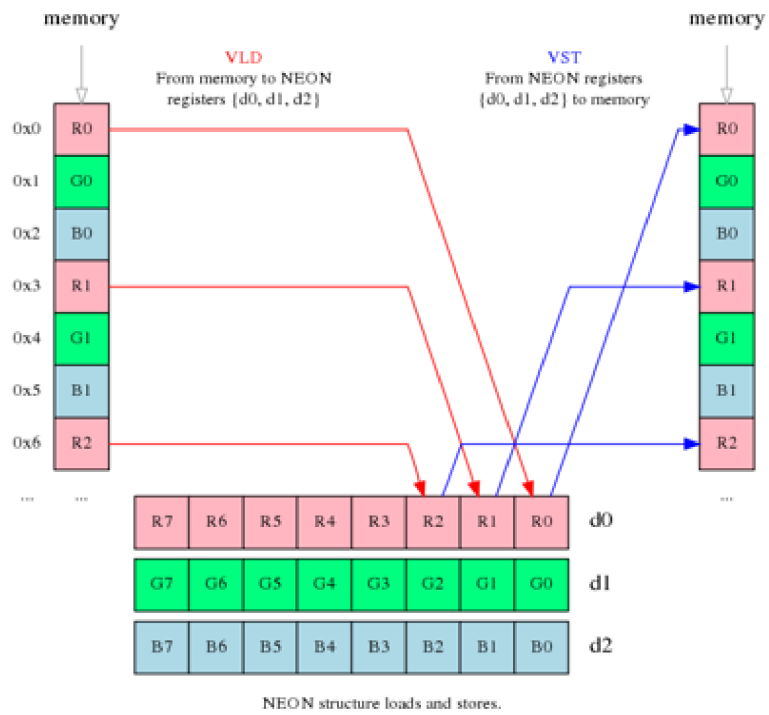 memory
memory
VLD
From memory to NEON
registers {d0, d1, d2}
VST
From NEON registers
{d0, d1, d2} to memory
0x0 R0 R0
0x1 G0 G0
0x2 B0 B0
0x3 R1 R1
0x4 G1 G1
0x5 B1 B1
0x6 R2 R2
... ... ...
R7 R6 R5 R4 R3 R2 R1 R0 d0
G7 G6 G5 G4 G3 G2 G1 G0 d1
B7 B6 B5 B4 B3 B2 B1 B0 d2
NEON structure loads and stores.